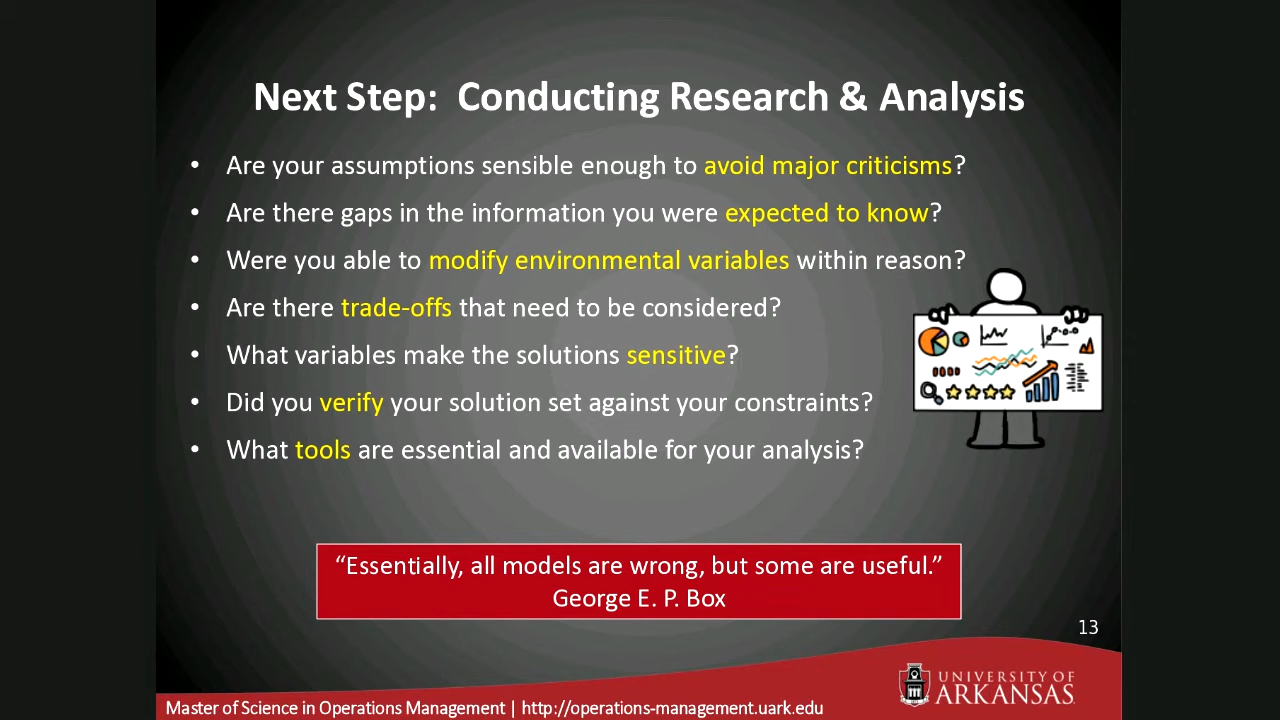 Next Step:  Conducting Research & Analysis
• Are your assumptions sensible enough to avoid major criticisms?
• Are there gaps in the information you were expected to know?
• Were you able to modify environmental variables within reason?
• Are there trade-offs that need to be considered?
• What variables make the solutions sensitive?
• Did you verify your solution set against your constraints?
• What tools are essential and available for your analysis?
“Essentially, all models are wrong, but some are useful.”
George E. P. Box
13
UNIVERSITY OF
ARKANSAS
Master of Science in Operations Management | http://operations-management.uark.edu